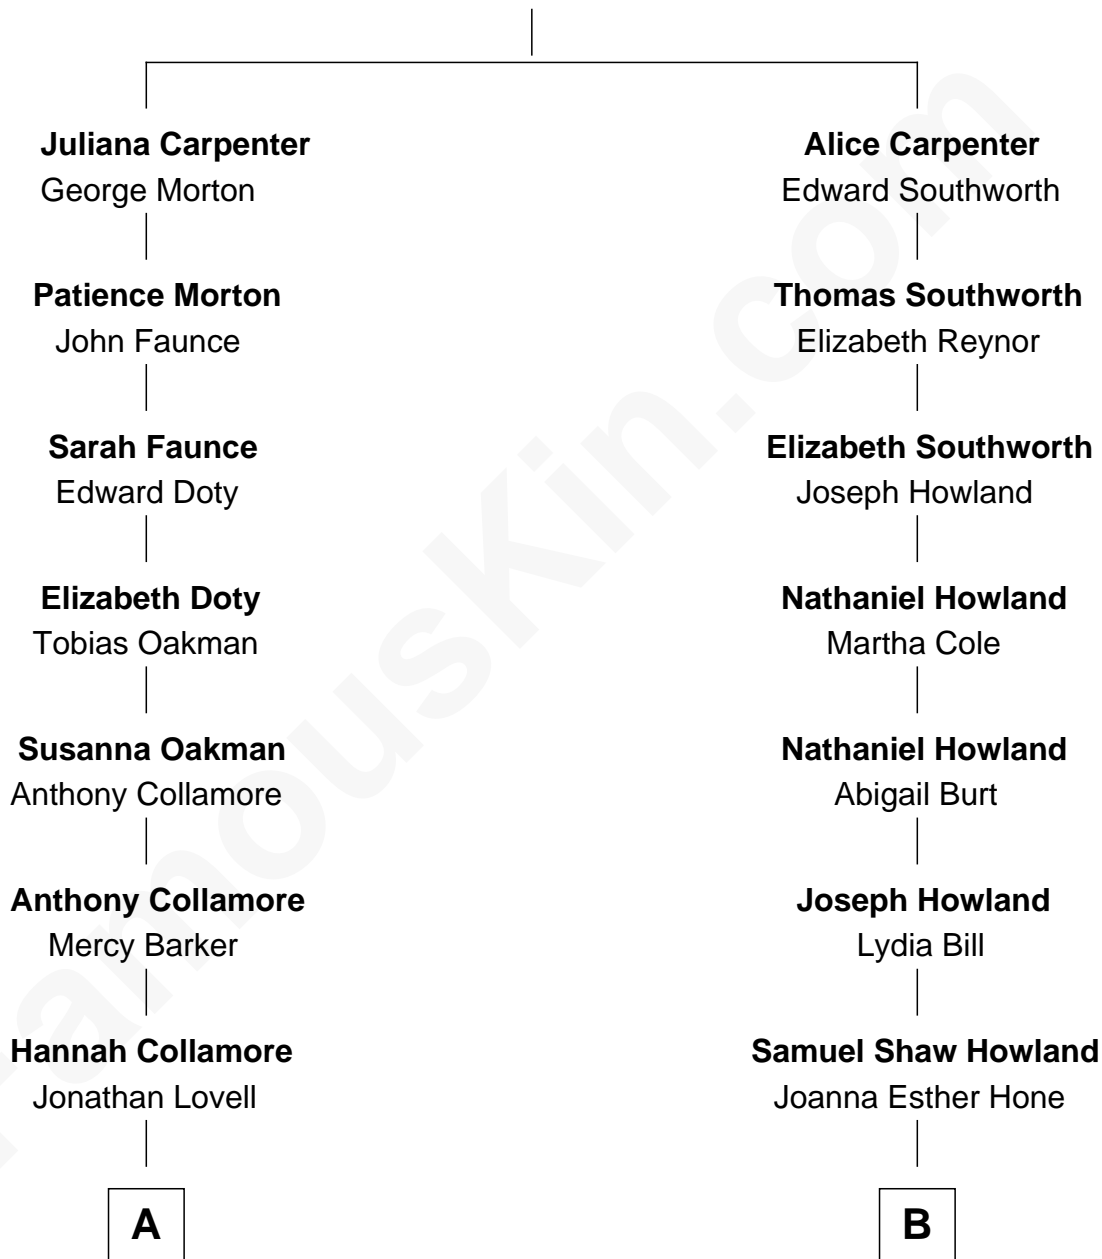 Juliana Carpenter
George Morton
Patience Morton
John Faunce
Sarah Faunce
Edward Doty
Elizabeth Doty
Tobias Oakman
Susanna Oakman
Anthony Collamore
Anthony Collamore
Mercy Barker
Hannah Collamore
Jonathan Lovell
A
Alice Carpenter
Edward Southworth
Thomas Southworth
Elizabeth Reynor
Elizabeth Southworth
Joseph Howland
Nathaniel Howland
Martha Cole
Nathaniel Howland
Abigail Burt
Joseph Howland
Lydia Bill
Samuel Shaw Howland
Joanna Esther Hone
B
FamousKin.com